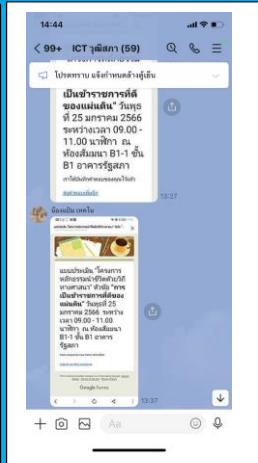 14:44
99+ ICT วุฒิสภา (59)
โปรดทราบ แจ้งกำหนดล้างตู้เย็น
เป็นข้าราชการที่ดี
ของแผ่นดิน" วันพุธ
ที่ 25 มกราคม 2566
ระหว่างเวลา 09.00 -
11.00 นาฬิกา ณ
ห้องสัมมนา B1-1 ชั้น
B1 อาคารรัฐสภา
13:37
แบบประเมิน "โครงการ
หลักธรรมนำชีวิตด้วยวิถี
ทางศาสนา" หัวข้อ "การ
เป็นข้าราชการที่ดีของ
แผ่นดิน" วันพุธที่ 25
มกราคม 2566 ระหว่าง
เวลา 09.00 - 11.00
นาฬิกา ณ ห้องสัมมนา
B1-1 ชั้น B1 อาคาร
รัฐสภา
Google Forms
13:37
Aa